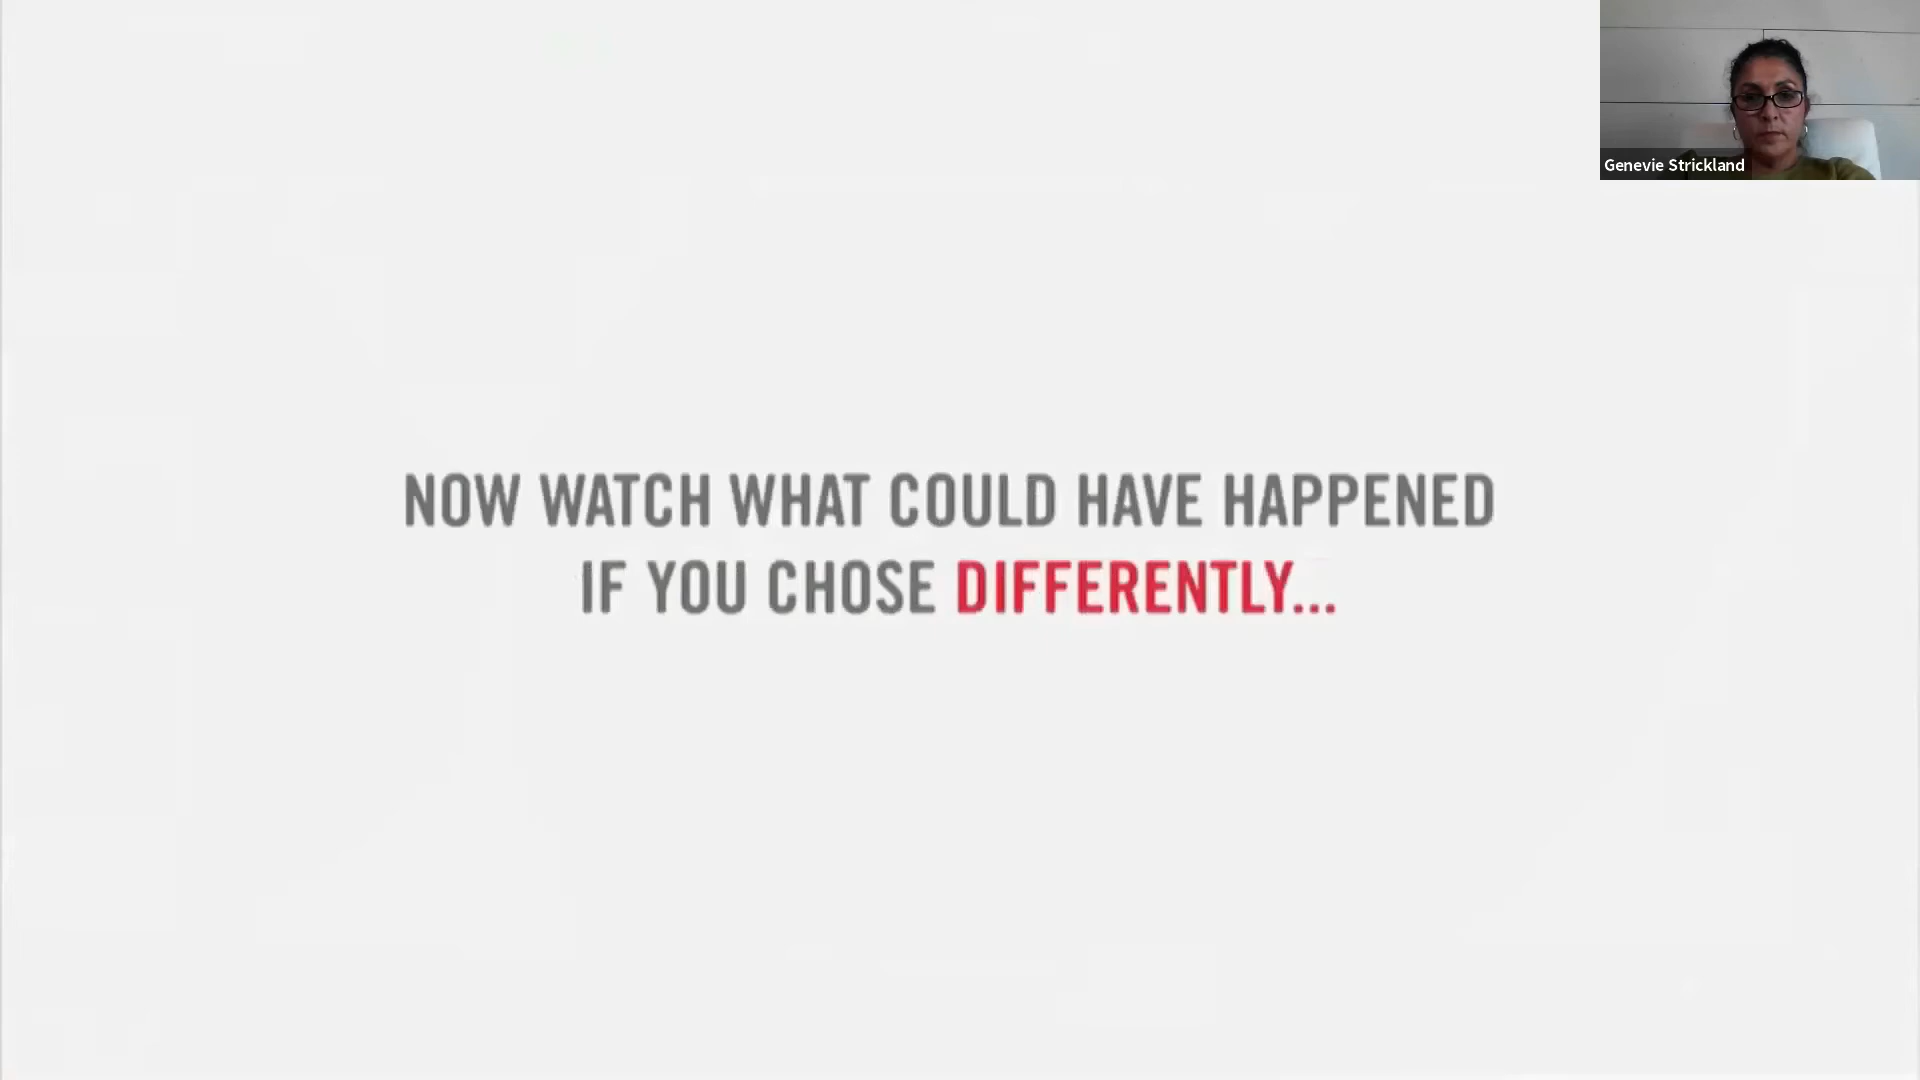 Genevie Strickland
NOW WATCH WHAT COULD HAVE HAPPENED
IF YOU CHOSE DIFFERENTLY...